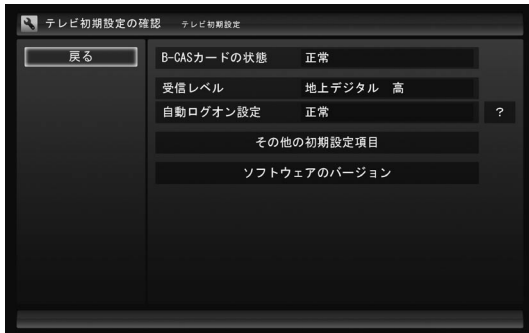 テレビ初期設定の確認 テレビ初期設定
戻る
B-CASカードの状態 正常
受信レベル 地上デジタル 高
自動ログオン設定 正常 ?
その他の初期設定項目
ソフトウェアのバージョン